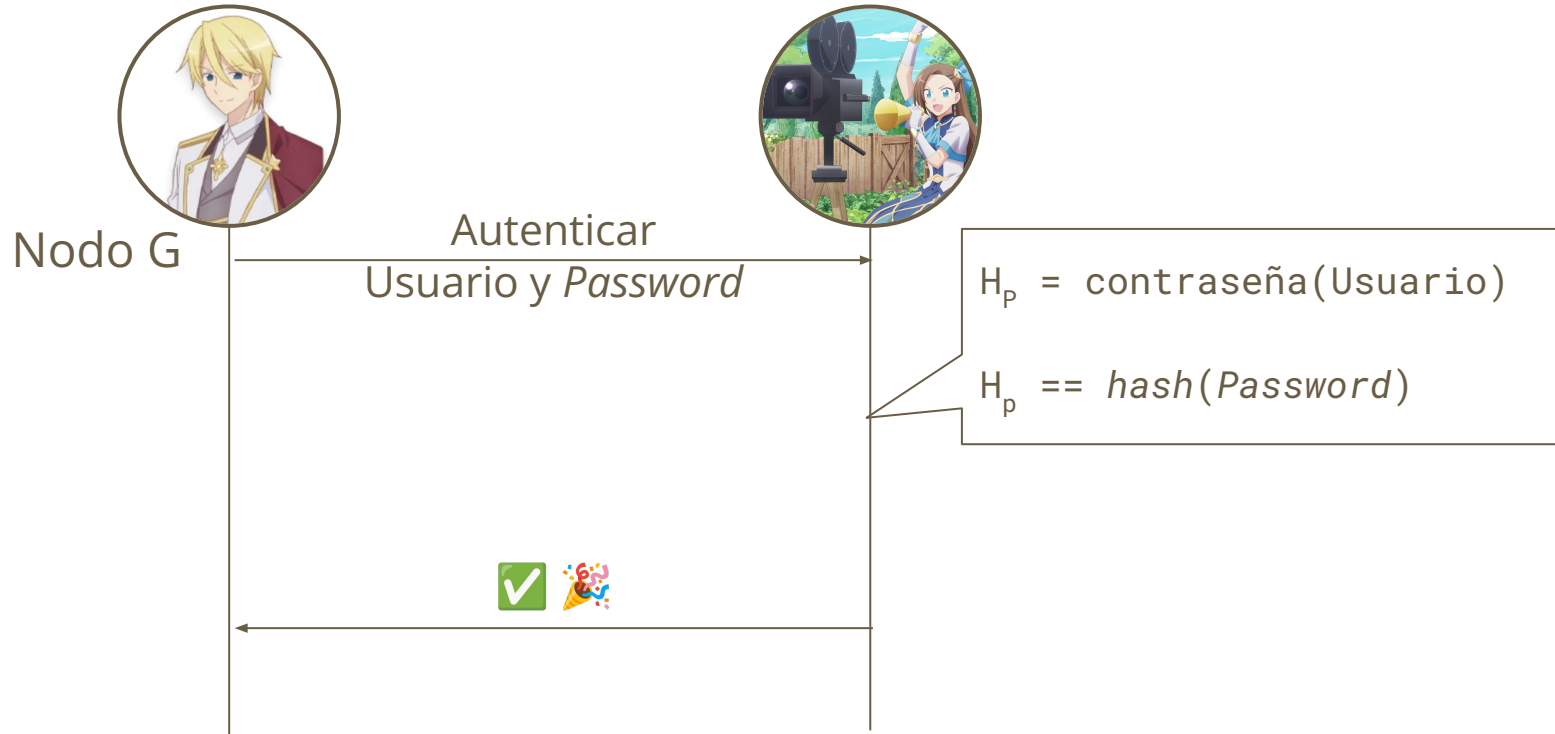 Nodo G
Autenticar
Usuario y Password
H_P = contraseña(Usuario)
H_p == hash(Password)